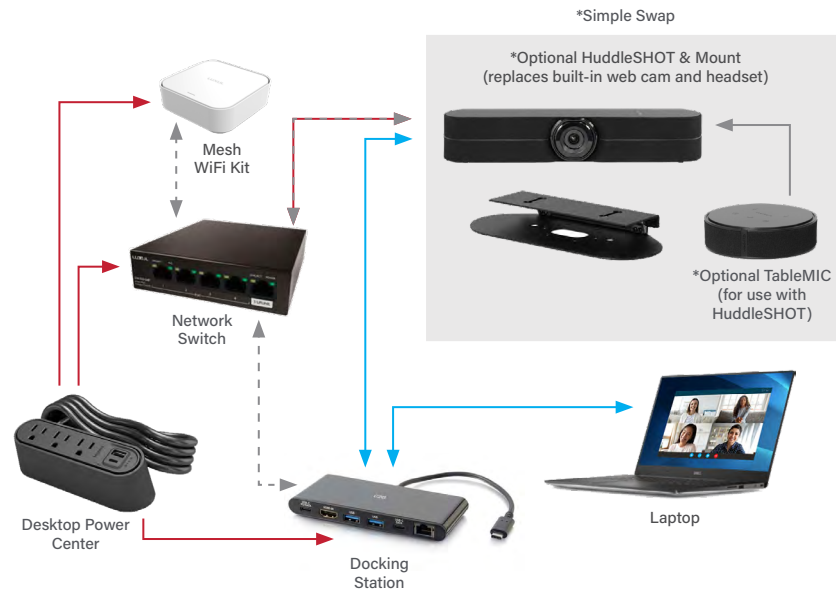 *Simple Swap
*Optional HuddleSHOT & Mount
(replaces built-in web cam and headset)
Mesh
WiFi Kit
*Optional TableMIC
(for use with
HuddleSHOT)
Network
Switch
Desktop Power
Center
Docking
Station
Laptop